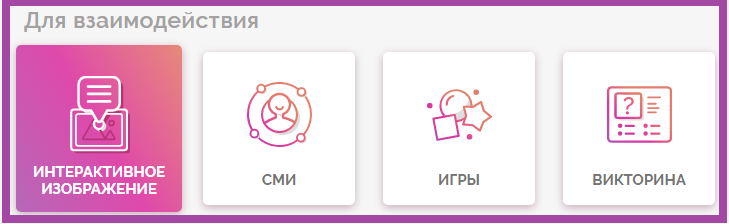 Для взаимодействия
ИНТЕРАКТИВНОЕ
ИЗОБРАЖЕНИЕ
СМИ
ИГРЫ
ВИКТОРИНА
?